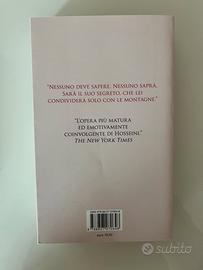 "NESSUNO DEVE SAPERE. NESSUNO SAPRÀ.
SARÀ IL SUO SEGRETO, CHE LEI
CONDIVIDERÀ SOLO CON LE MONTAGNE."
"L'OPERA PIÙ MATURA
ED EMOTIVAMENTE
COINVOLGENTE DI HOSSEINI."
THE NEW YORK TIMES
subito